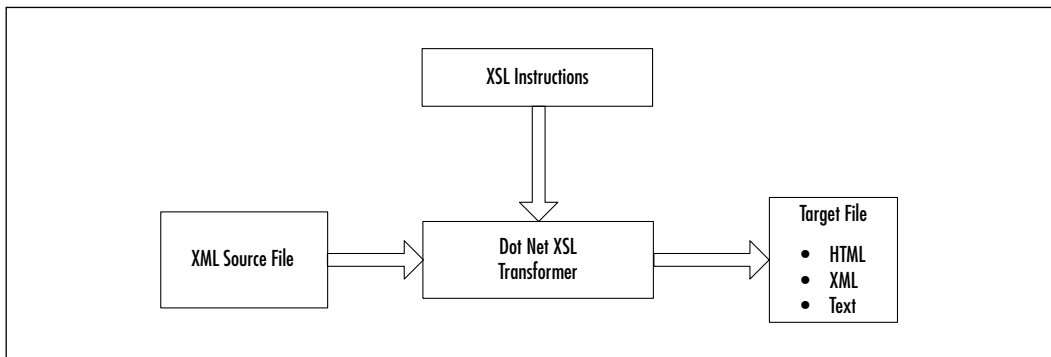 XSL Instructions
XML Source File
Dot Net XSL
Transformer
Target File
• HTML
• XML
• Text